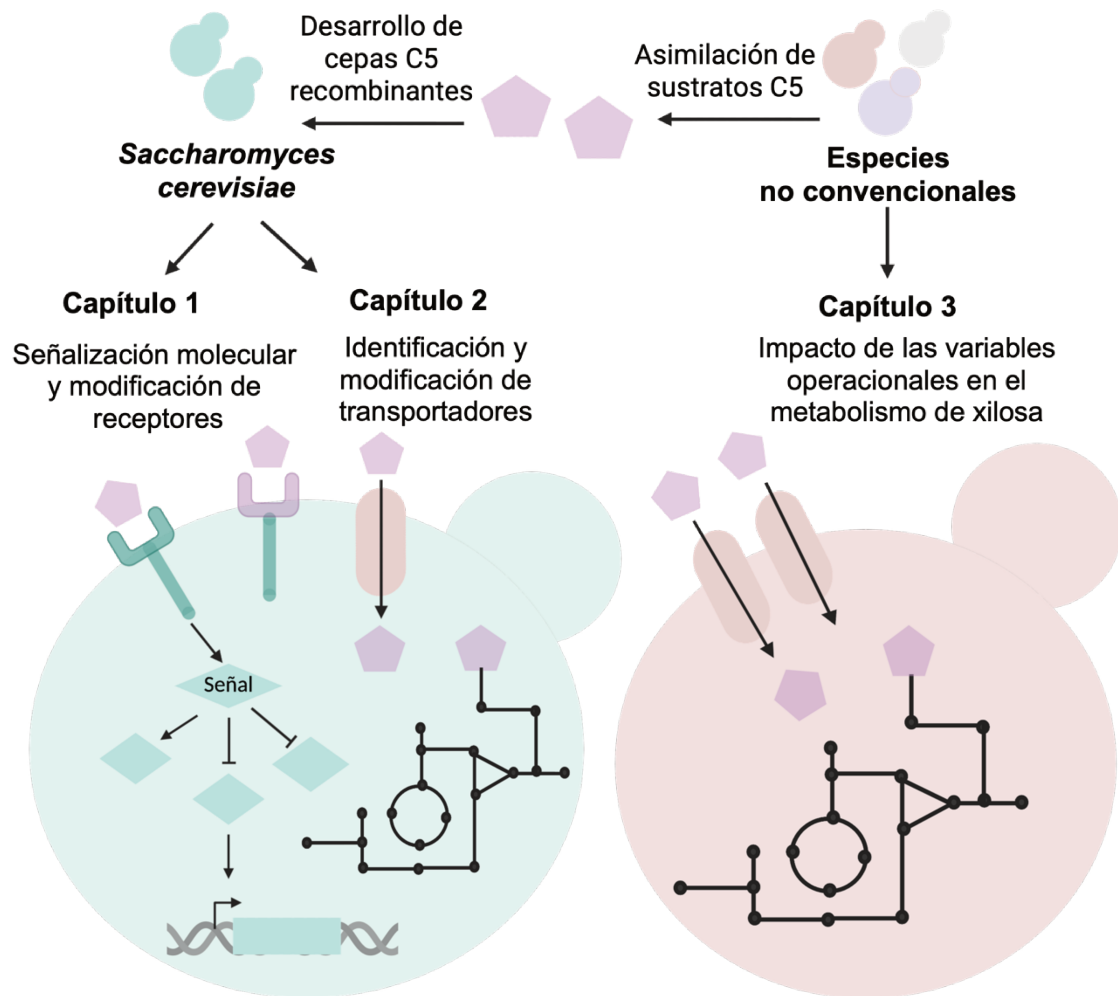 Desarrollo de
cepas C5
recombinantes
Asimilación de
sustratos C5
Saccharomyces
cerevisiae
Especies
no convencionales
Capítulo 1
Señalización molecular
y modificación de
receptores
Capítulo 2
Identificación y
modificación de
transportadores
Capítulo 3
Impacto de las variables
operacionales en el
metabolismo de xilosa
Señal